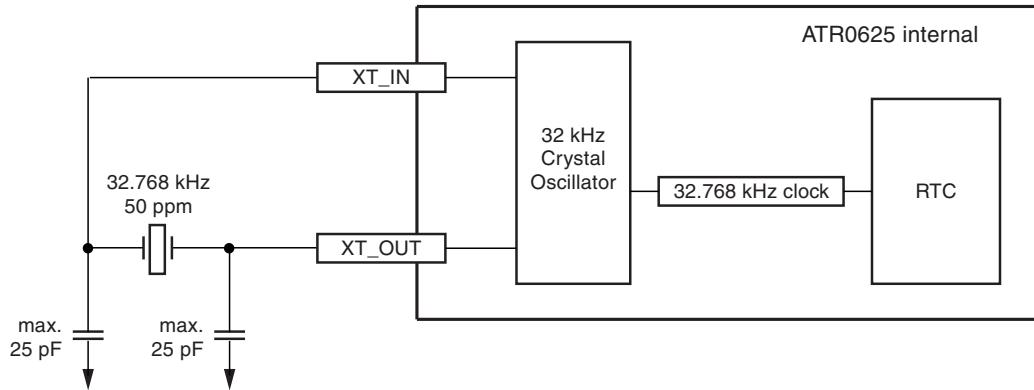 ATR0625 internal
XT_IN
32 kHz
Crystal
Oscillator
32.768 kHz clock
RTC
32.768 kHz
50 ppm
XT_OUT
max.
25 pF
max.
25 pF